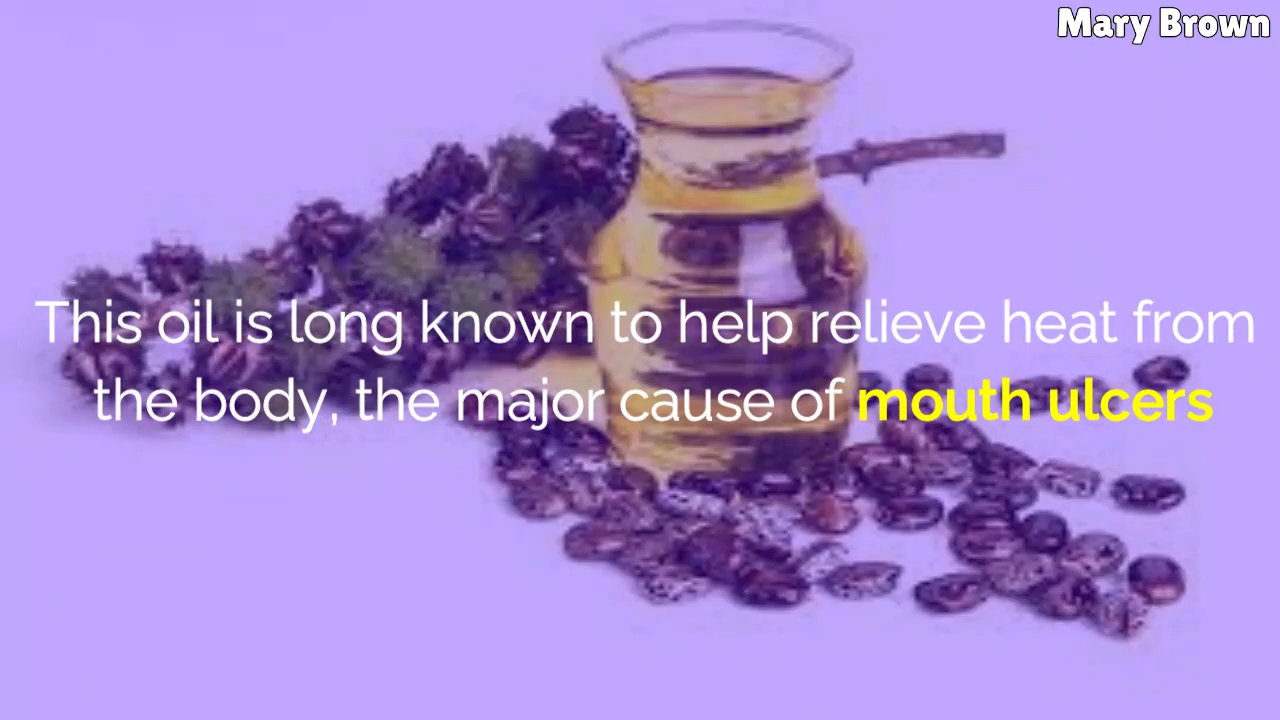 Mary Brown
This oil is long known to help relieve heat from
the body, the major cause of mouth ulcers